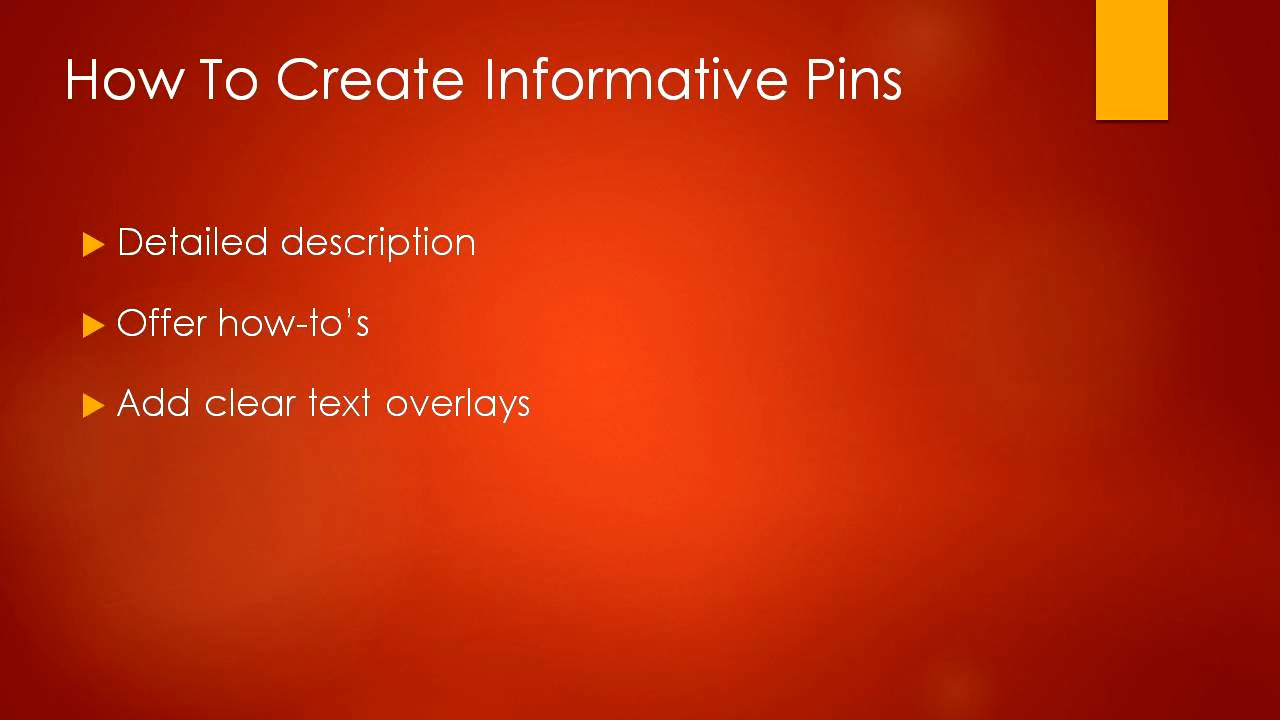 How To Create Informative Pins
Detailed description
Offer how-to's
Add clear text overlays